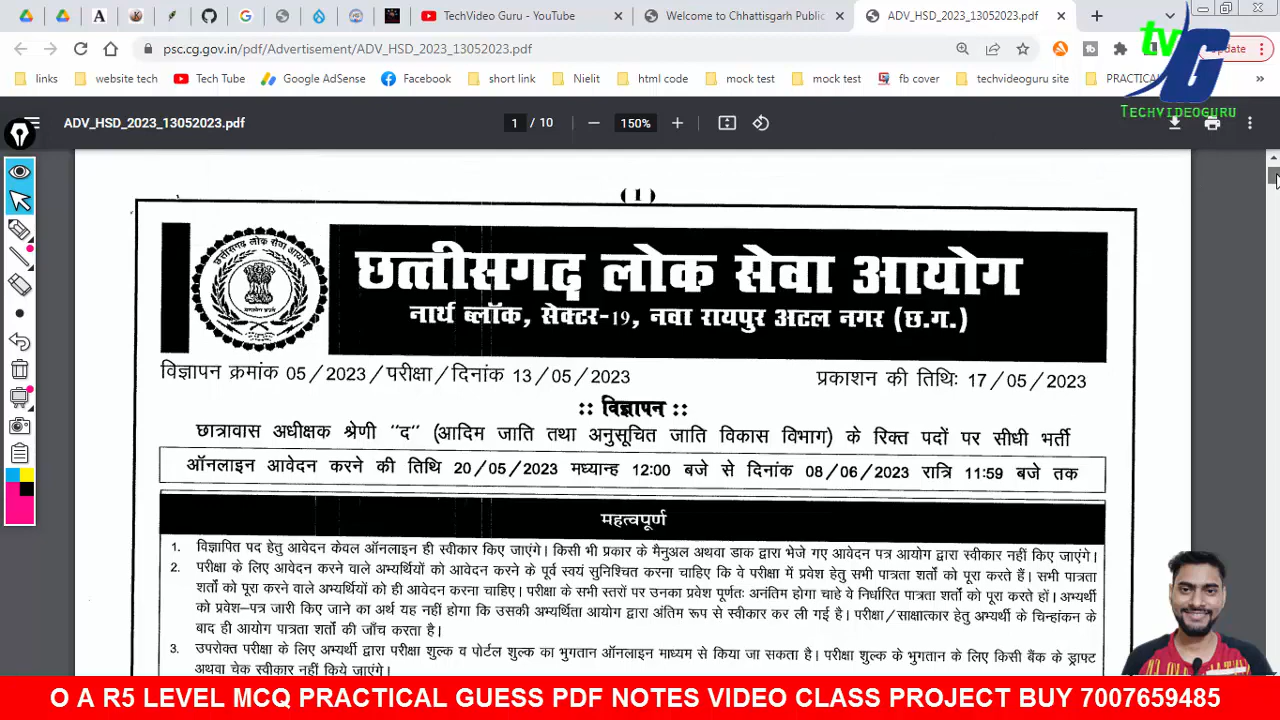 TechVideo Guru - YouTube
Welcome to Chhattisgarh Public
ADV_HSD_2023_13052023.pdf
psc.cg.gov.in/pdf/Advertisement/ADV_HSD_2023_13052023.pdf
Update
links
website tech
Tech Tube
Google AdSense
Facebook
short link
Nielit
html code
mock test
mock test
fb cover
techvideoguru site
PRACTICAL
tv G
TECHVIDEOGURU
ADV_HSD_2023_13052023.pdf
1 / 10
150%
(1)
छत्तीसगढ़ लोक सेवा आयोग
नार्थ ब्लॉक, सेक्टर-19, नवा रायपुर अटल नगर (छ.ग.)
विज्ञापन क्रमांक 05/2023/परीक्षा/दिनांक 13/05/2023
प्रकाशन की तिथिः 17/05/2023
:: विज्ञापन ::
छात्रावास अधीक्षक श्रेणी "द" (आदिम जाति तथा अनुसूचित जाति विकास विभाग) के रिक्त पदों पर सीधी भर्ती
ऑनलाइन आवेदन करने की तिथि 20/05/2023 मध्यान्ह 12:00 बजे से दिनांक 08/06/2023 रात्रि 11:59 बजे तक
महत्वपूर्ण
1. विज्ञापित पद हेतु आवेदन केवल ऑनलाइन ही स्वीकार किए जाएंगे। किसी भी प्रकार के मैनुअल अथवा डाक द्वारा भेजे गए आवेदन पत्र आयोग द्वारा स्वीकार नहीं किए जाएंगे।
2. परीक्षा के लिए आवेदन करने वाले अभ्यर्थियों को आवेदन करने के पूर्व स्वयं सुनिश्चित करना चाहिए कि वे परीक्षा में प्रवेश हेतु सभी पात्रता शर्तो को पूरा करते हैं। सभी पात्रता
शर्तो को पूरा करने वाले अभ्यर्थियों को ही आवेदन करना चाहिए। परीक्षा के सभी स्तरों पर उनका प्रवेश पूर्णतः अनंतिम होगा चाहे वे निर्धारित पात्रता शर्तों को पूरा करते हों। अभ्यर्थी
को प्रवेश-पत्र जारी किए जाने का अर्थ यह नहीं होगा कि उसकी अभ्यर्थिता आयोग द्वारा अंतिम रूप से स्वीकार कर ली गई है। परीक्षा/साक्षात्कार हेतु अभ्यर्थी के चिन्हांकन के
बाद ही आयोग पात्रता शर्तो की जाँच करता है।
3. उपरोक्त परीक्षा के लिए अभ्यर्थी द्वारा परीक्षा शुल्क व पोर्टल शुल्क का भुगतान ऑनलाइन माध्यम से किया जा सकता है। परीक्षा शुल्क के भुगतान के लिए किसी बैंक के ड्राफ्ट
अथवा चेक स्वीकार नहीं किये जाएंगे।
O A R5 LEVEL MCQ PRACTICAL GUESS PDF NOTES VIDEO CLASS PROJECT BUY 7007659485